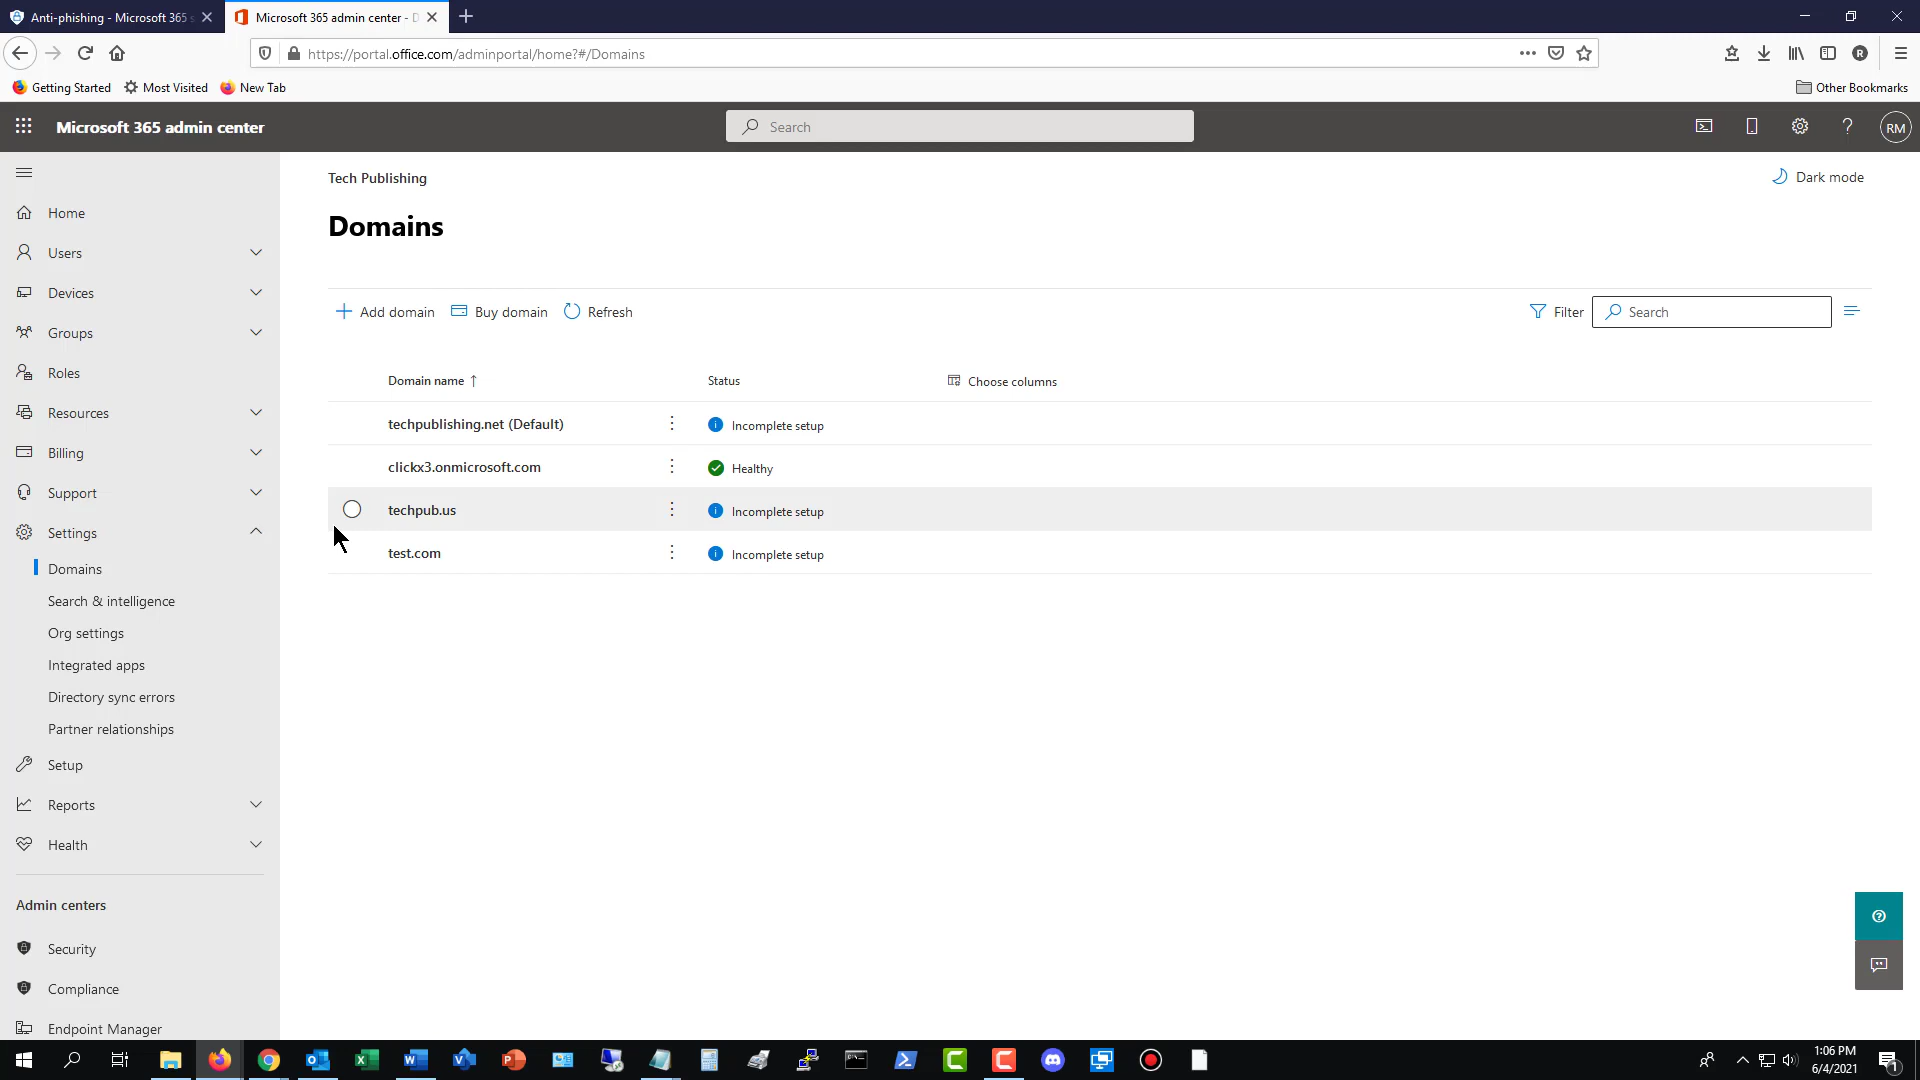 Anti-phishing - Microsoft 365 s
Microsoft 365 admin center - D
https://portal.office.com/adminportal/home?#/Domains
Getting Started
Most Visited
New Tab
Other Bookmarks
Microsoft 365 admin center
Search
RM
Tech Publishing
Dark mode
Domains
Add domain
Buy domain
Refresh
Filter
Search
Domain name
Status
Choose columns
techpublishing.net (Default)
Incomplete setup
clickx3.onmicrosoft.com
Healthy
techpub.us
Incomplete setup
test.com
Incomplete setup
Home
Users
Devices
Groups
Roles
Resources
Billing
Support
Settings
Domains
Search & intelligence
Org settings
Integrated apps
Directory sync errors
Partner relationships
Setup
Reports
Health
Admin centers
Security
Compliance
Endpoint Manager
1:06 PM
6/4/2021
1